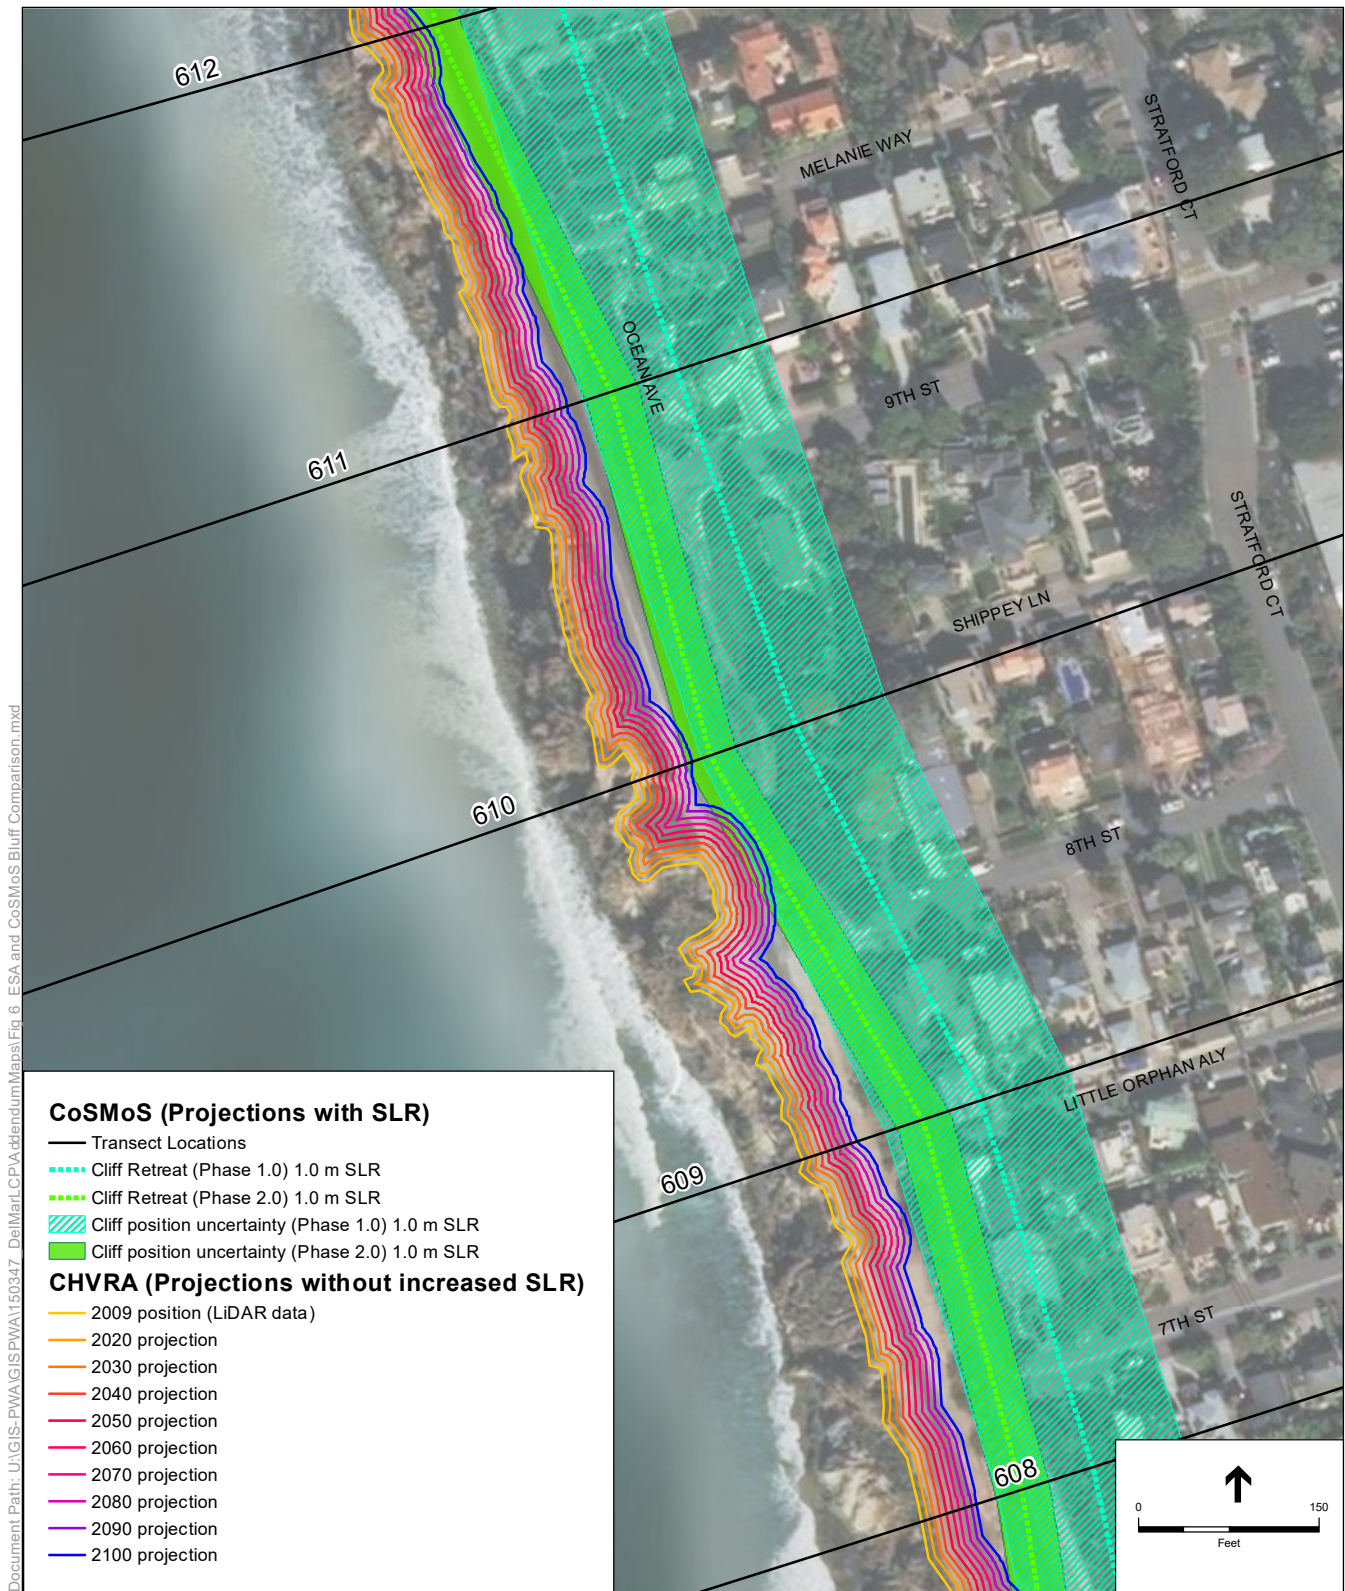 612
MELANIE WAY
STRATFORD CT
OCEAN AVE
9TH ST
611
STRATFORD CT
SHIPPEY LN
610
8TH ST
LITTLE ORPHAN ALY
609
7TH ST
608
CoSMoS (Projections with SLR)
Transect Locations
Cliff Retreat (Phase 1.0) 1.0 m SLR
Cliff Retreat (Phase 2.0) 1.0 m SLR
Cliff position uncertainty (Phase 1.0) 1.0 m SLR
Cliff position uncertainty (Phase 2.0) 1.0 m SLR
CHVRA (Projections without increased SLR)
2009 position (LiDAR data)
2020 projection
2030 projection
2040 projection
2050 projection
2060 projection
2070 projection
2080 projection
2090 projection
2100 projection
0 150
Feet
Document Path: U:\GIS-PWA\GISPWA\150347_DelMarLCP\AddendumMaps\Fig 6_ESA and CoSMoS Bluff Comparison.mxd